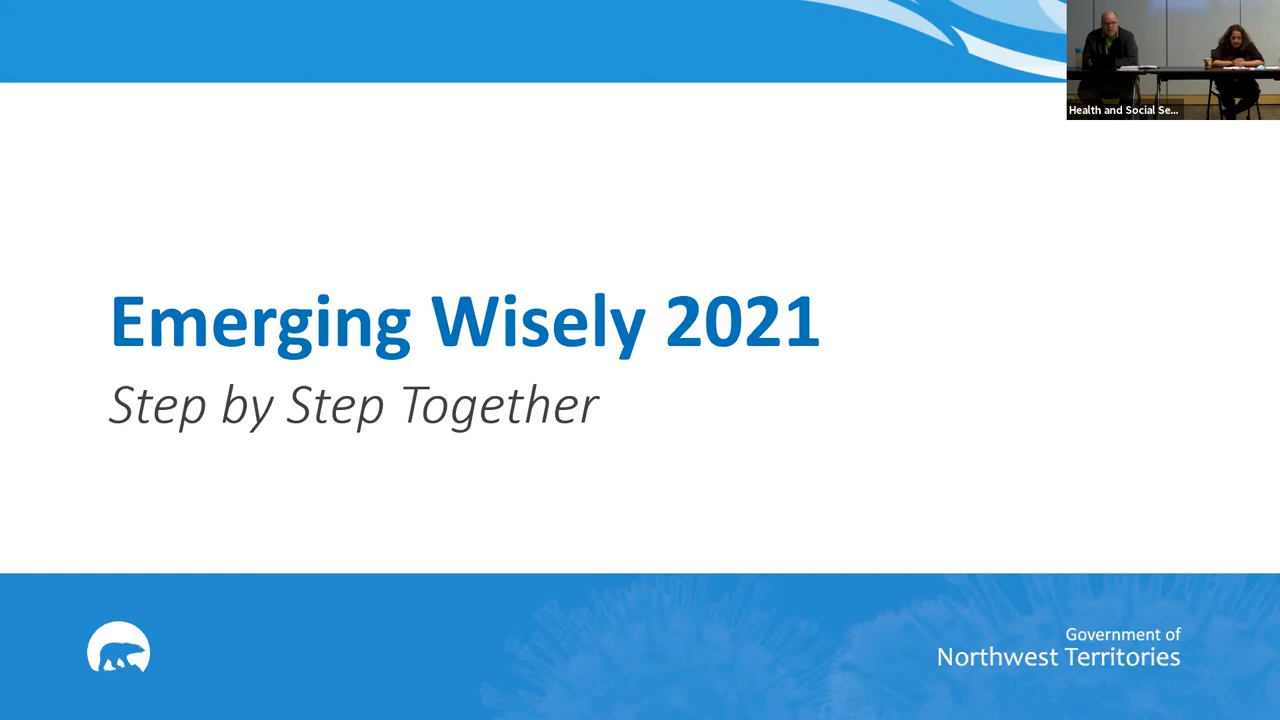 Health and Social Se...
Emerging Wisely 2021
Step by Step Together
Government of
Northwest Territories